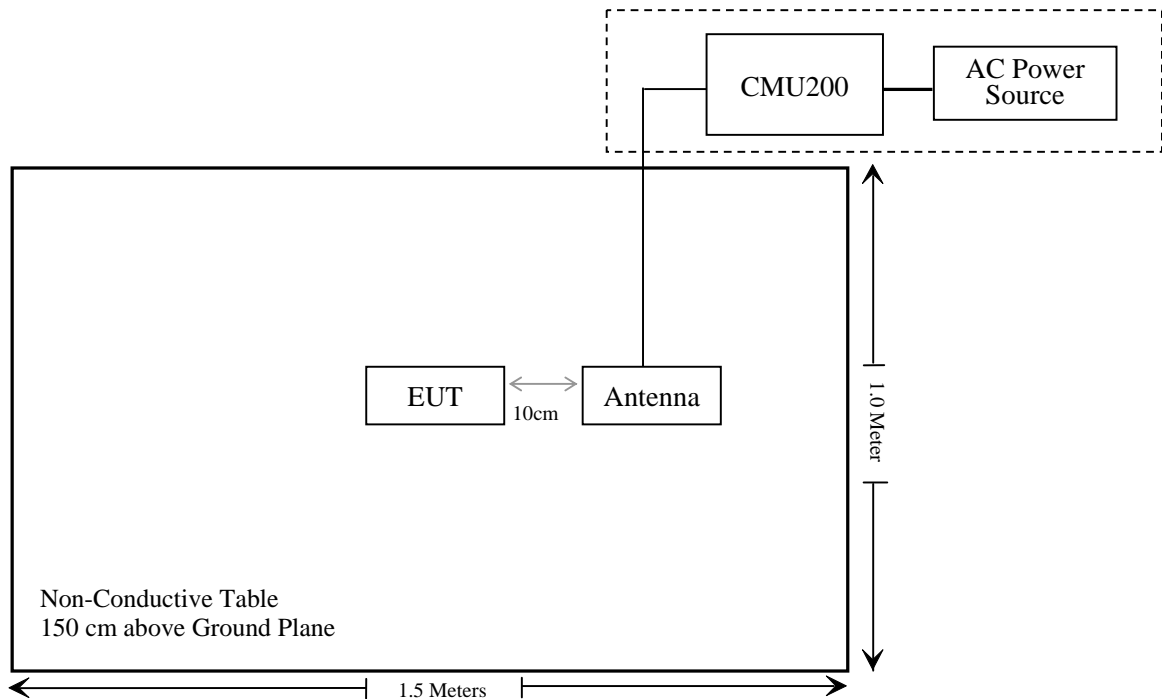 CMU200
AC Power
Source
EUT
10cm
Antenna
1.0 Meter
Non-Conductive Table
150 cm above Ground Plane
1.5 Meters